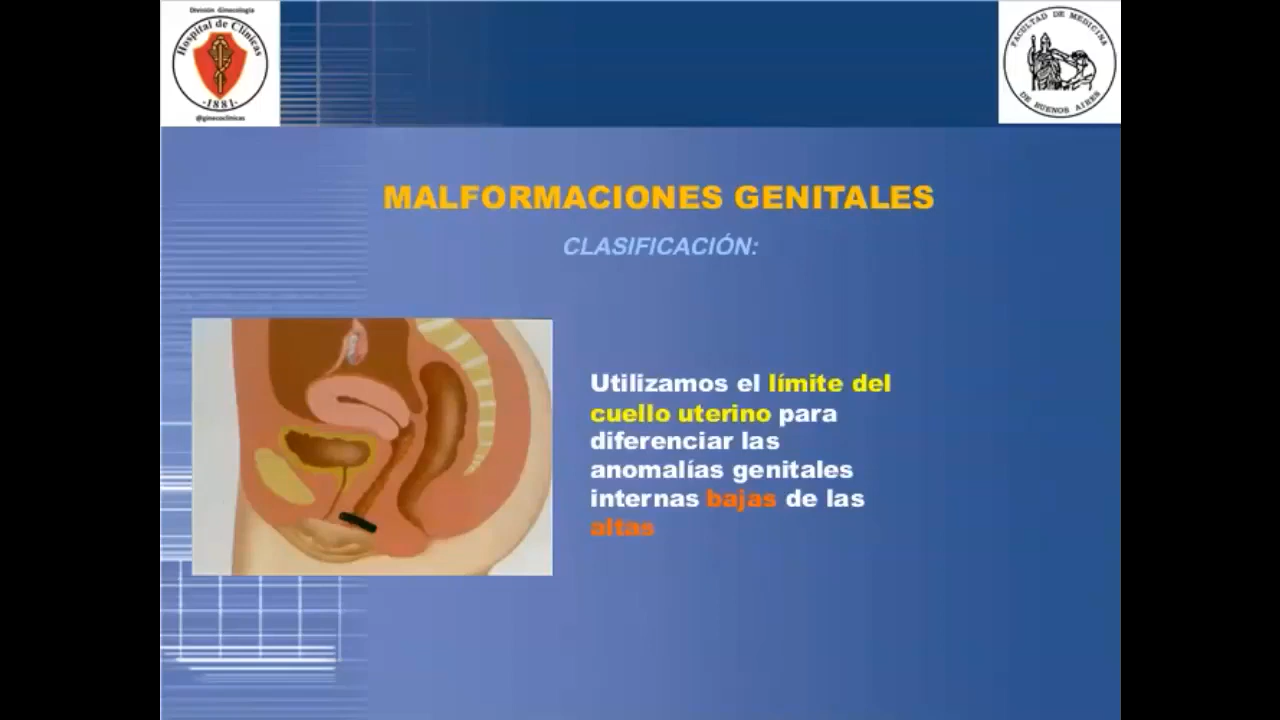 División Ginecología
Hospital de Clínicas
·1881·
@ginecoclinicas
FACULTAD DE MEDICINA
DE BUENOS AIRES
MALFORMACIONES GENITALES
CLASIFICACIÓN:
Utilizamos el límite del
cuello uterino para
diferenciar las
anomalías genitales
internas bajas de las
altas